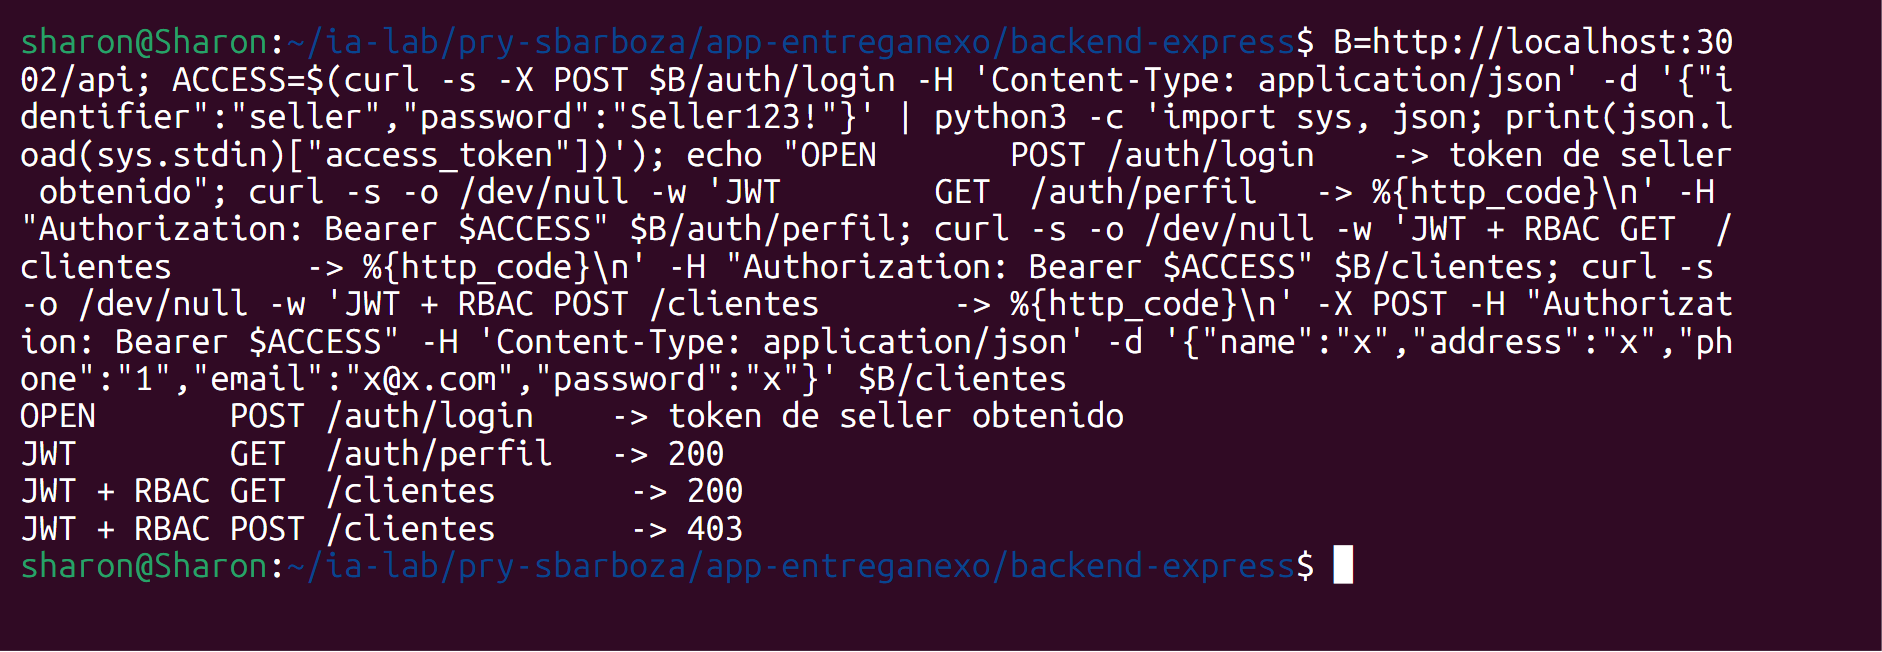 sharon@Sharon:~/ia-lab/pry-sbarboza/app-entreganexo/backend-express$ B=http://localhost:30
02/api; ACCESS=$(curl -s -X POST $B/auth/login -H 'Content-Type: application/json' -d '{"i
dentifier":"seller","password":"Seller123!"}' | python3 -c 'import sys, json; print(json.l
oad(sys.stdin)["access_token"])'); echo "OPEN       POST /auth/login    -> token de seller
 obtenido"; curl -s -o /dev/null -w 'JWT        GET  /auth/perfil   -> %{http_code}\n' -H 
"Authorization: Bearer $ACCESS" $B/auth/perfil; curl -s -o /dev/null -w 'JWT + RBAC GET  /
clientes       -> %{http_code}\n' -H "Authorization: Bearer $ACCESS" $B/clientes; curl -s 
-o /dev/null -w 'JWT + RBAC POST /clientes       -> %{http_code}\n' -X POST -H "Authorizat
ion: Bearer $ACCESS" -H 'Content-Type: application/json' -d '{"name":"x","address":"x","ph
one":"1","email":"x@x.com","password":"x"}' $B/clientes
OPEN       POST /auth/login    -> token de seller obtenido
JWT        GET  /auth/perfil   -> 200
JWT + RBAC GET  /clientes       -> 200
JWT + RBAC POST /clientes       -> 403
sharon@Sharon:~/ia-lab/pry-sbarboza/app-entreganexo/backend-express$